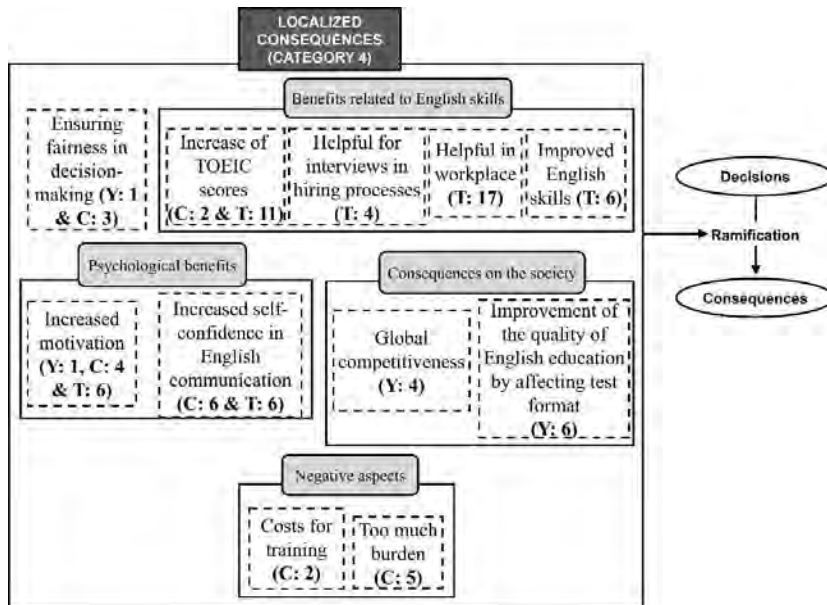 LOCALIZED
CONSEQUENCES
(CATEGORY 4)
Benefits related to English skills
Ensuring
fairness in
decision-
making (Y: 1
& C: 3)
Increase of
TOEIC
scores
(C: 2 & T: 11)
Helpful for
interviews in
hiring processes
(T: 4)
Helpful in
workplace
(T: 17)
Improved
English
skills (T: 6)
Psychological benefits
Increased
motivation
(Y: 1, C: 4
& T: 6)
Increased self-
confidence in
English
communication
(C: 6 & T: 6)
Consequences on the society
Global
competitiveness
(Y: 4)
Improvement of
the quality of
English education
by affecting test
format
(Y: 6)
Negative aspects
Costs for
training
(C: 2)
Too much
burden
(C: 5)
Decisions
Ramification
Consequences